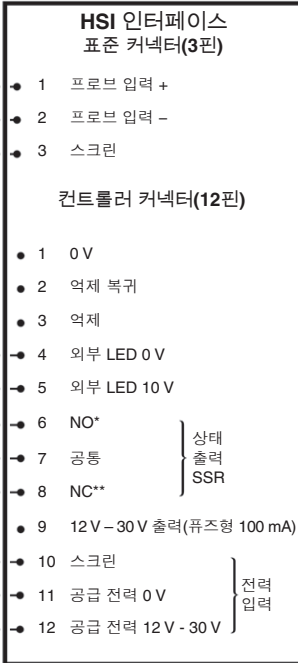 HSI 인터페이스
표준 커넥터(3핀)
1 프로브 입력 +
2 프로브 입력 –
3 스크린
컨트롤러 커넥터(12핀)
1 0 V
2 억제 복귀
3 억제
4 외부 LED 0 V
5 외부 LED 10 V
6 NO*
7 공통
8 NC**
상태
출력
SSR
9 12 V – 30 V 출력(퓨즈형 100 mA)
10 스크린
11 공급 전력 0 V
12 공급 전력 12 V - 30 V
전력
입력